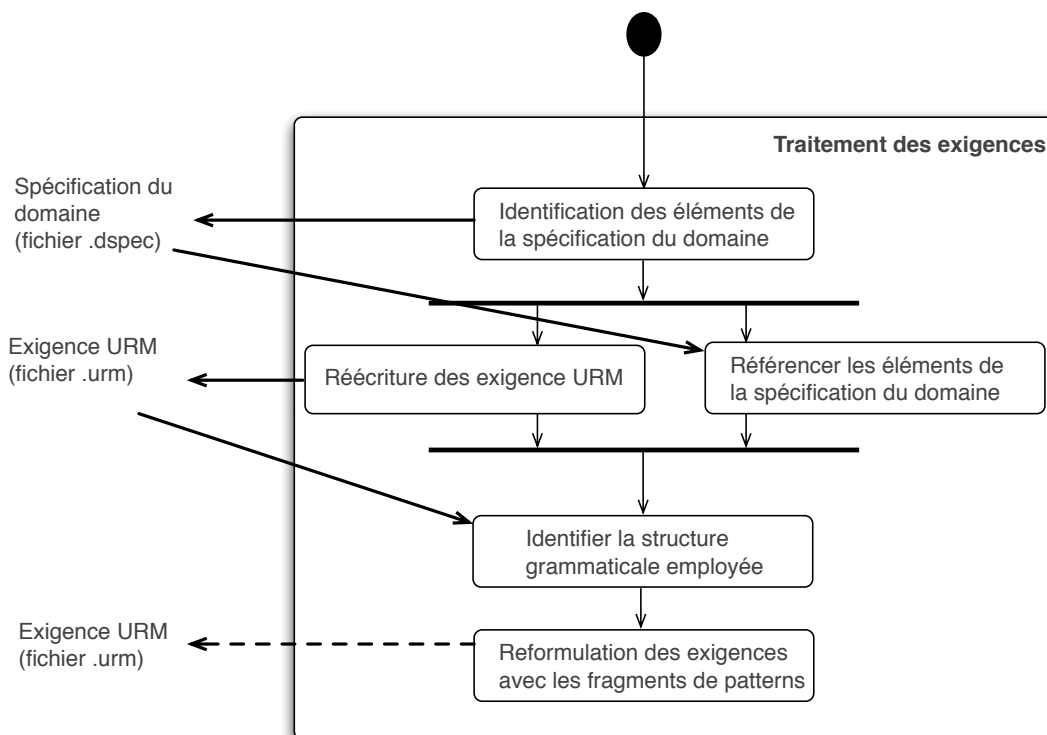 Traitement des exigences
Spécification du
domaine
(fichier .dspec)
Identification des éléments de
la spécification du domaine
Exigence URM
(fichier .urm)
Réécriture des exigence URM
Référencer les éléments de
la spécification du domaine
Identifier la structure
grammaticale employée
Exigence URM
(fichier .urm)
Reformulation des exigences
avec les fragments de patterns